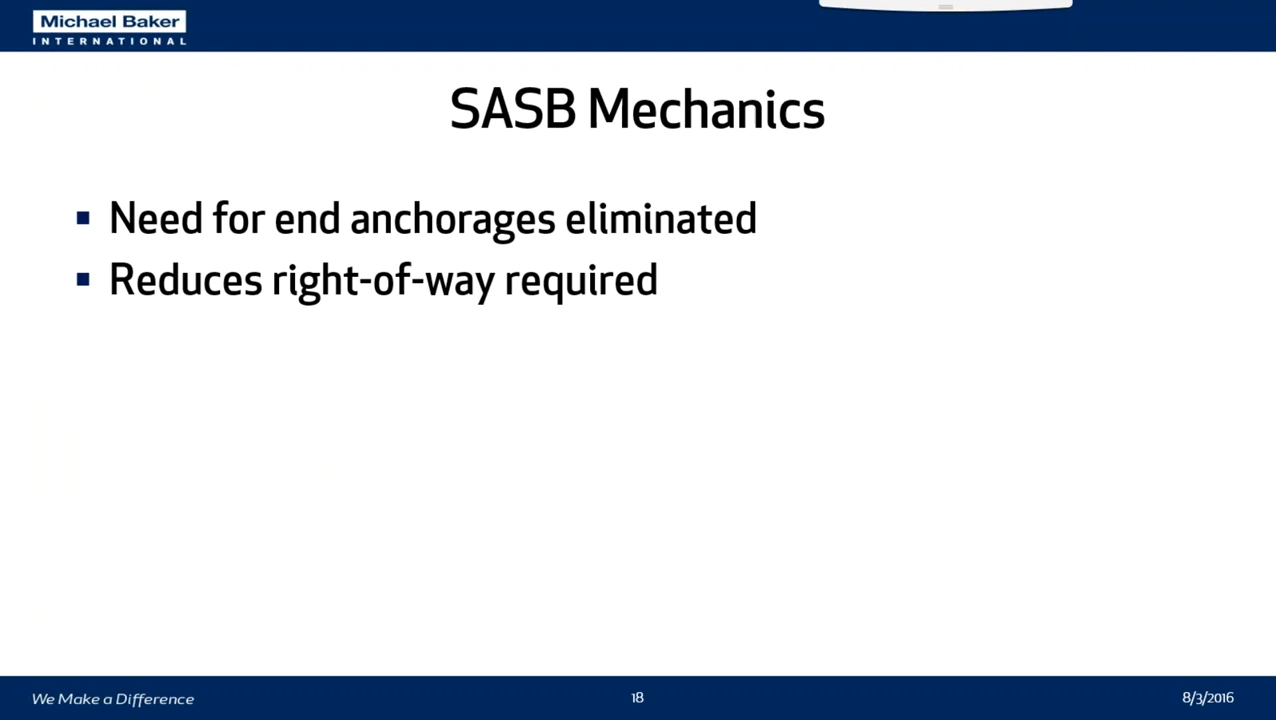 Michael Baker
INTERNATIONAL
SASB Mechanics
Need for end anchorages eliminated
Reduces right-of-way required
We Make a Difference
18
8/3/2016